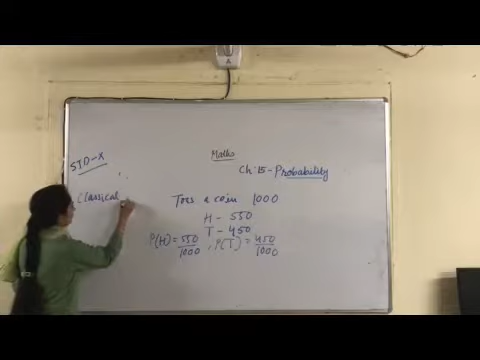 Maths
STD-X
Ch:15-Probability
Classical
Toss a coin 1000
H - 550
T - 450
P(H) = 550/1000, P(T) = 450/1000